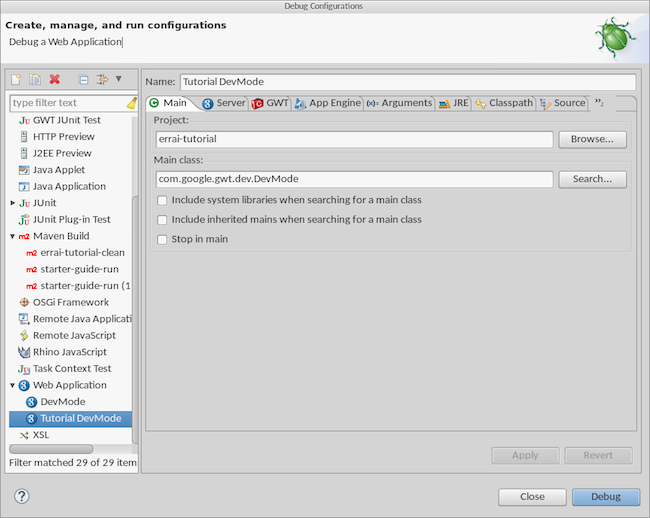 Debug Configurations
Create, manage, and run configurations
Debug a Web Application
Name: Tutorial DevMode
type filter text
Main Server GWT App Engine (x)= Arguments JRE Classpath Source »2
GWT JUnit Test
HTTP Preview
J2EE Preview
Java Applet
Java Application
JUnit
JUnit Plug-in Test
Maven Build
errai-tutorial-clean
starter-guide-run
starter-guide-run (1
OSGi Framework
Remote Java Applicati
Remote JavaScript
Rhino JavaScript
Task Context Test
Web Application
DevMode
Tutorial DevMode
XSL
Filter matched 29 of 29 item
Project:
errai-tutorial
Browse...
Main class:
com.google.gwt.dev.DevMode
Search...
Include system libraries when searching for a main class
Include inherited mains when searching for a main class
Stop in main
Apply Revert
? Close Debug